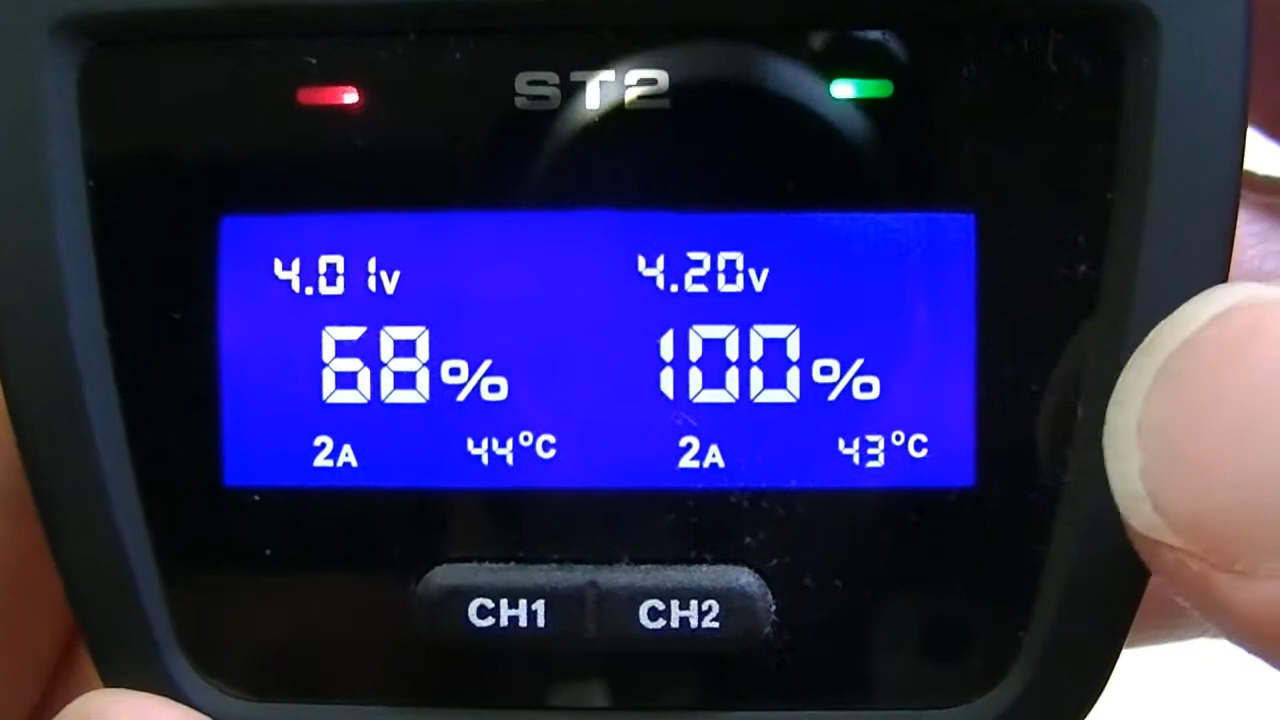 ST2
4.01v 4.20v
68% 100%
2A 44°C 2A 43°C
CH1 CH2